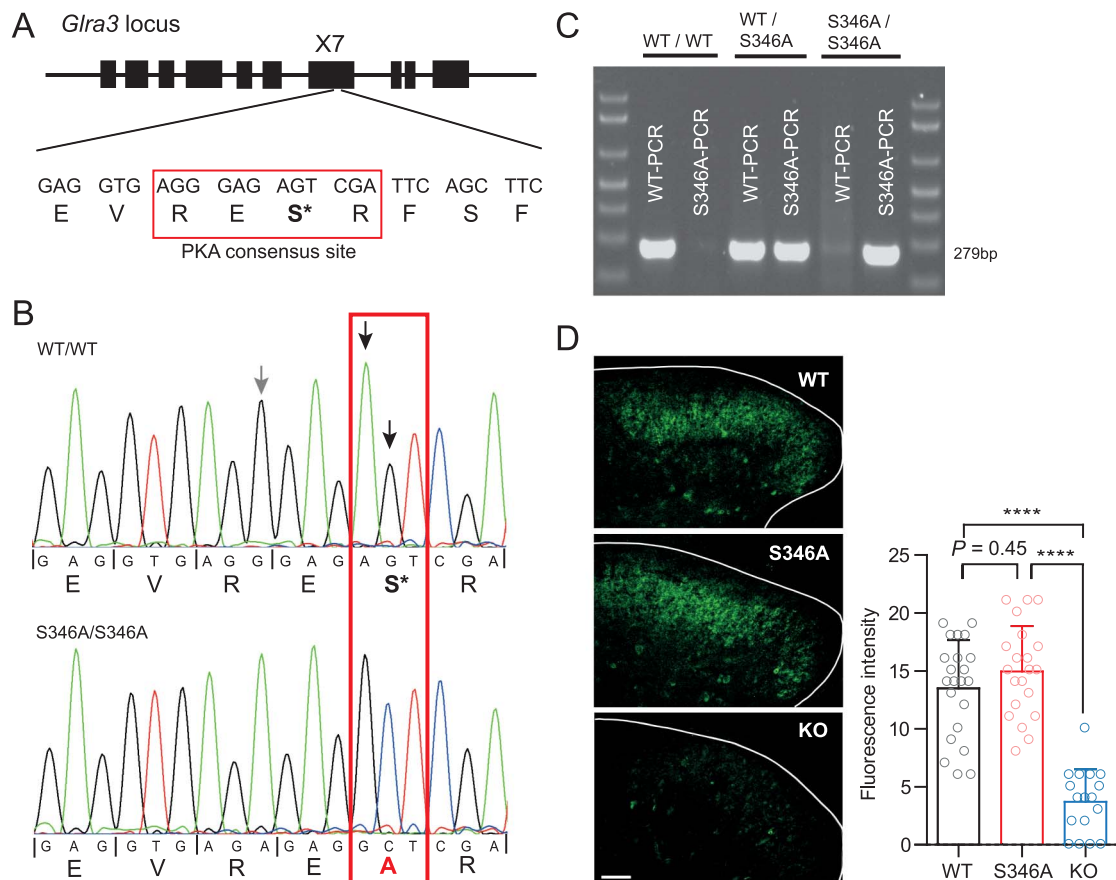 A
Glra3 locus
X7
GAG GTG AGG GAG AGT CGA TTC AGC TTC
E V R E S* R F S F
PKA consensus site
B
WT/WT
G A G G T G A G G G A G A G T C G A
E V R E S* R
S346A/S346A
G A G G T G A G A G A G G C T C G A
E V R E A R
C
WT / WT
WT /
S346A
S346A /
S346A
WT-PCR
S346A-PCR
WT-PCR
S346A-PCR
WT-PCR
S346A-PCR
279bp
D
WT
S346A
KO
****
P = 0.45
****
Fluorescence intensity
25
20
15
10
5
0
WT S346A KO